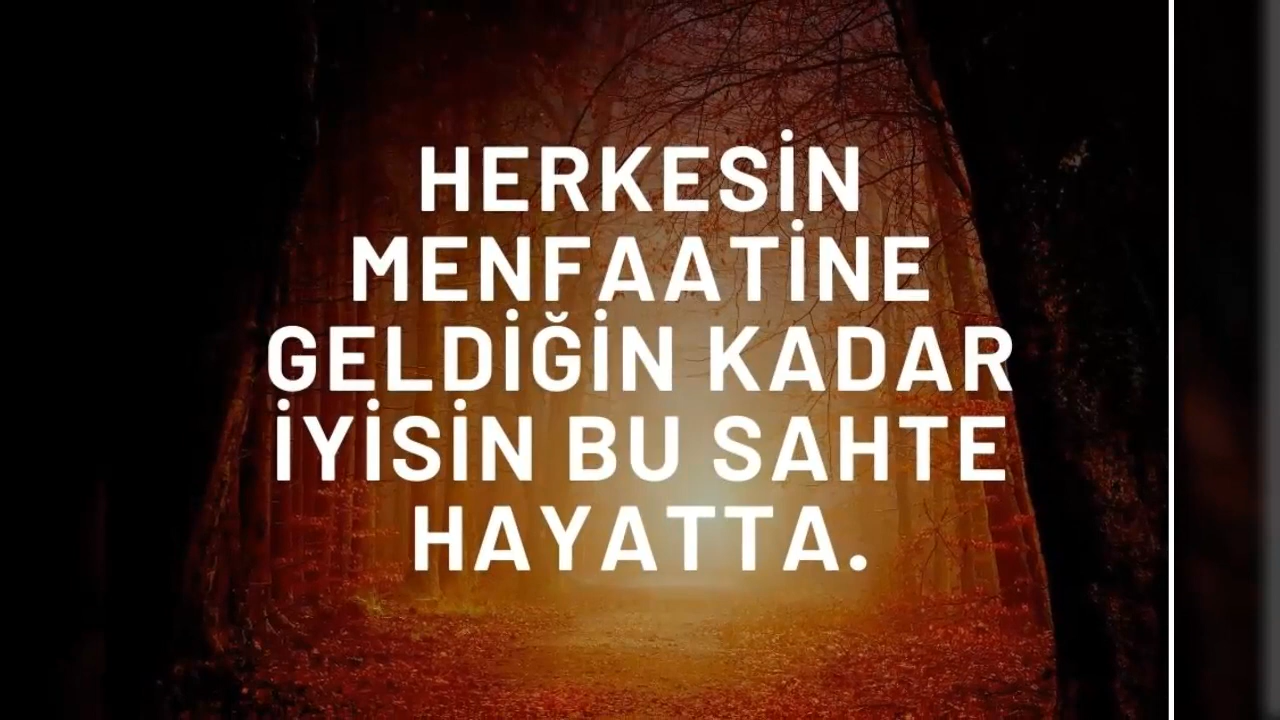 HERKESİN
MENFAATİNE
GELDİĞİN KADAR
İYİSİN BU SAHTE
HAYATTA.